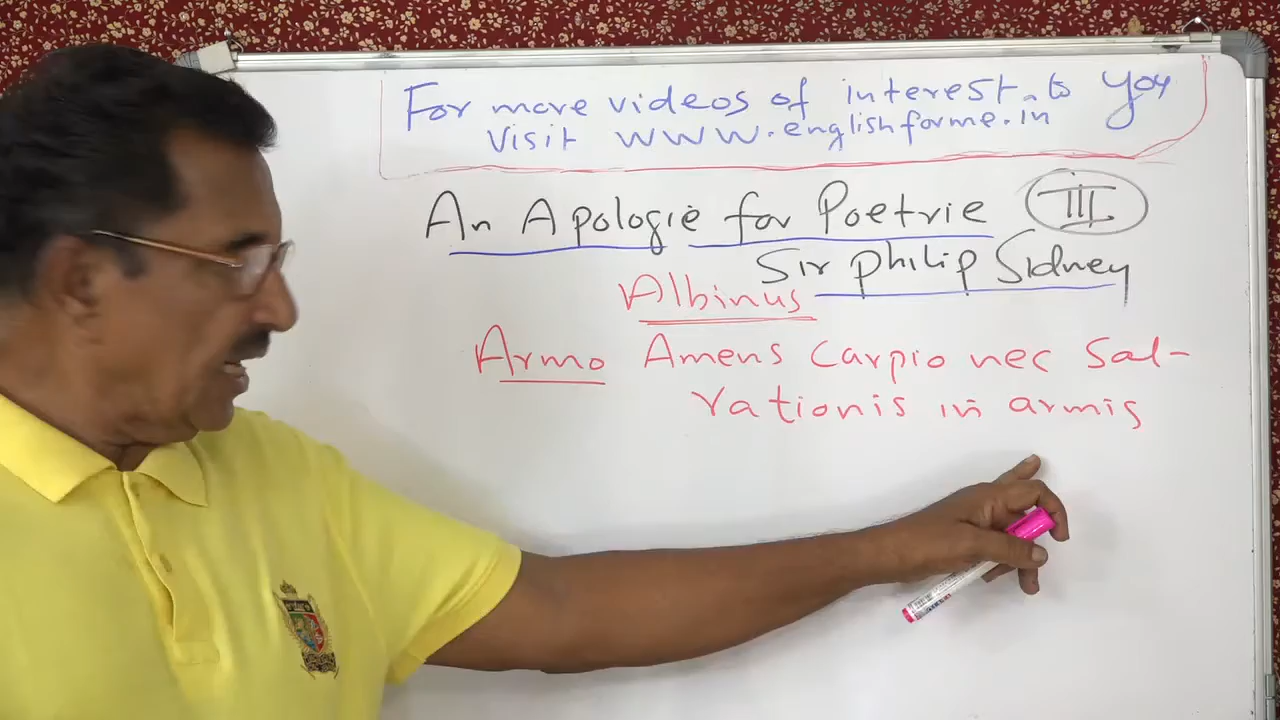 For more videos of interest to you
Visit www.englishforme.in
An Apologie for Poetrie III
Sir philip Sidney
Albinus
Armo Amens carpio nec Sal-
rationis in armis